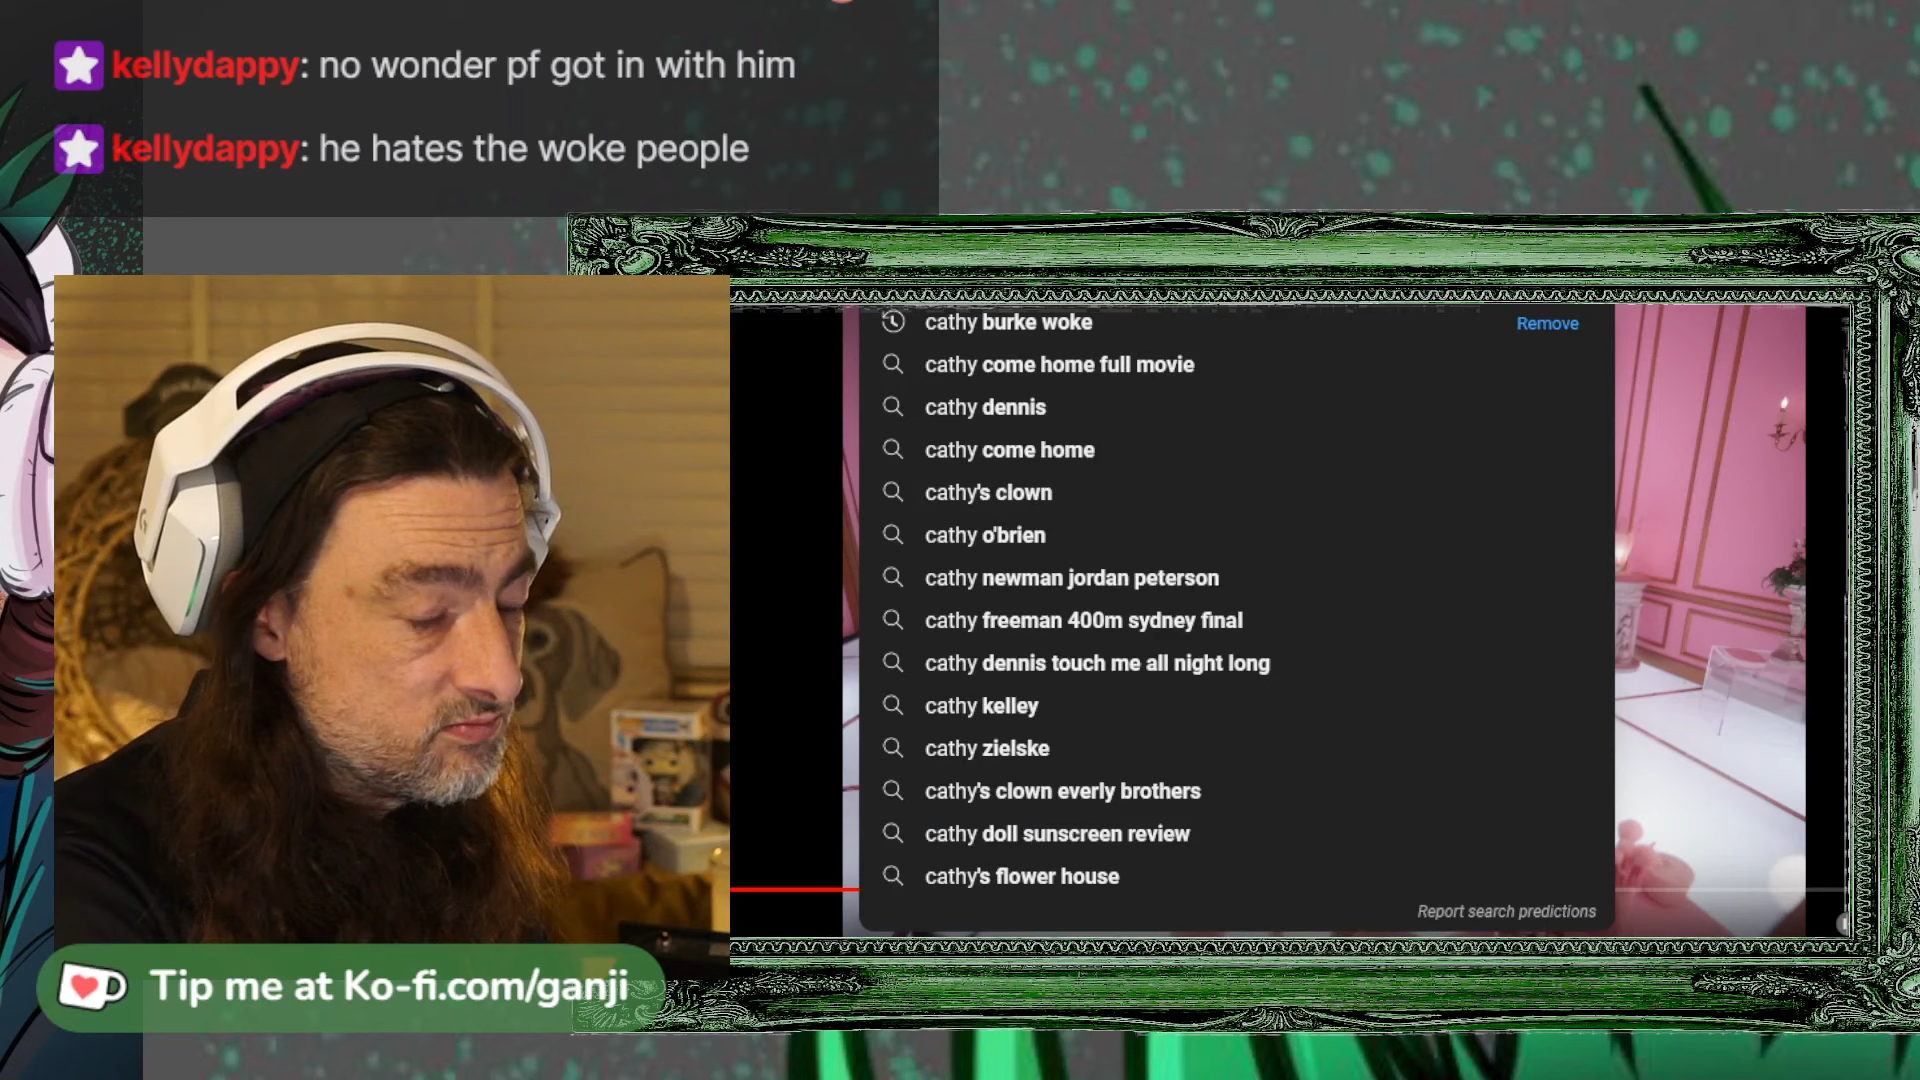 kellydappy: no wonder pf got in with him
kellydappy: he hates the woke people
cathy burke woke
Remove
cathy come home full movie
cathy dennis
cathy come home
cathy's clown
cathy o'brien
cathy newman jordan peterson
cathy freeman 400m sydney final
cathy dennis touch me all night long
cathy kelley
cathy zielske
cathy's clown everly brothers
cathy doll sunscreen review
cathy's flower house
Report search predictions
Tip me at Ko-fi.com/ganji